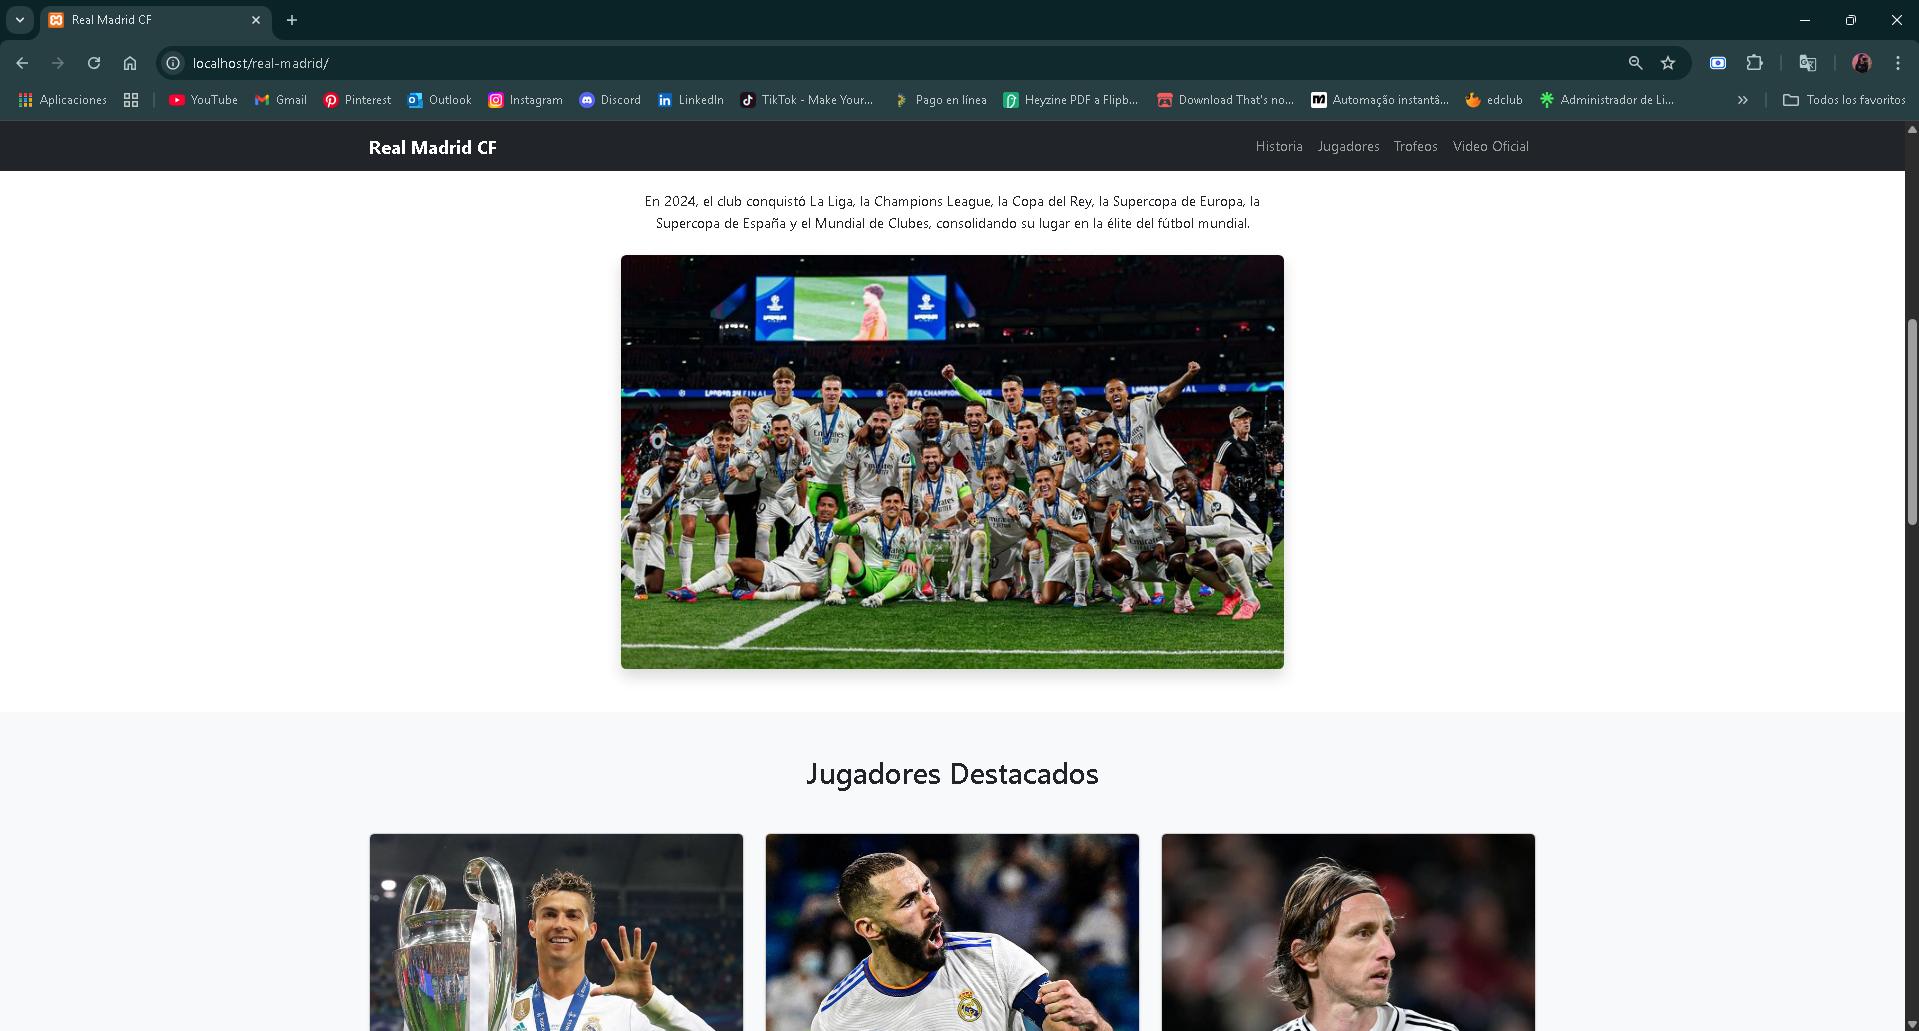 Real Madrid CF
localhost/real-madrid/
Aplicaciones
YouTube
Gmail
Pinterest
Outlook
Instagram
Discord
LinkedIn
TikTok - Make Your...
Pago en línea
Heyzine PDF a Flipb...
Download That's no...
Automação instantâ...
edclub
Administrador de Li...
Todos los favoritos
Real Madrid CF
Historia
Jugadores
Trofeos
Video Oficial
En 2024, el club conquistó La Liga, la Champions League, la Copa del Rey, la Supercopa de Europa, la
Supercopa de España y el Mundial de Clubes, consolidando su lugar en la élite del fútbol mundial.
Jugadores Destacados